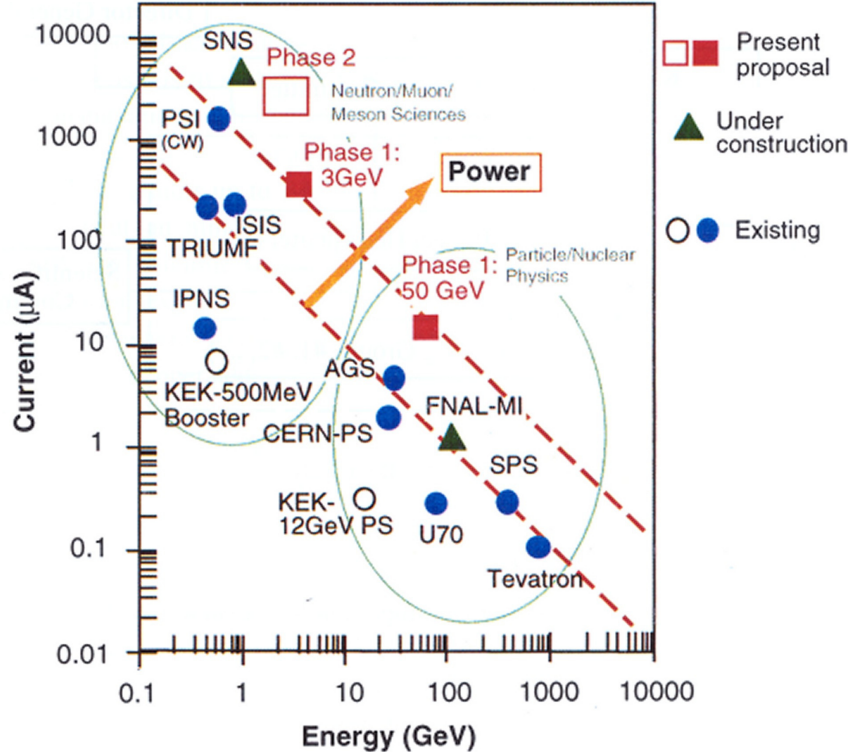 10000
1000
100
10
1
0.1
0.01
Current (μA)
0.1
1
10
100
1000
10000
Energy (GeV)
SNS
Phase 2
Neutron/Muon/
Meson Sciences
PSI
(CW)
Phase 1:
3GeV
Power
ISIS
TRIUMF
Particle/Nuclear
Physics
Phase 1:
50 GeV
IPNS
AGS
KEK-500MeV
Booster
FNAL-MI
CERN-PS
SPS
KEK-
12GeV PS
U70
Tevatron
Present
proposal
Under
construction
Existing